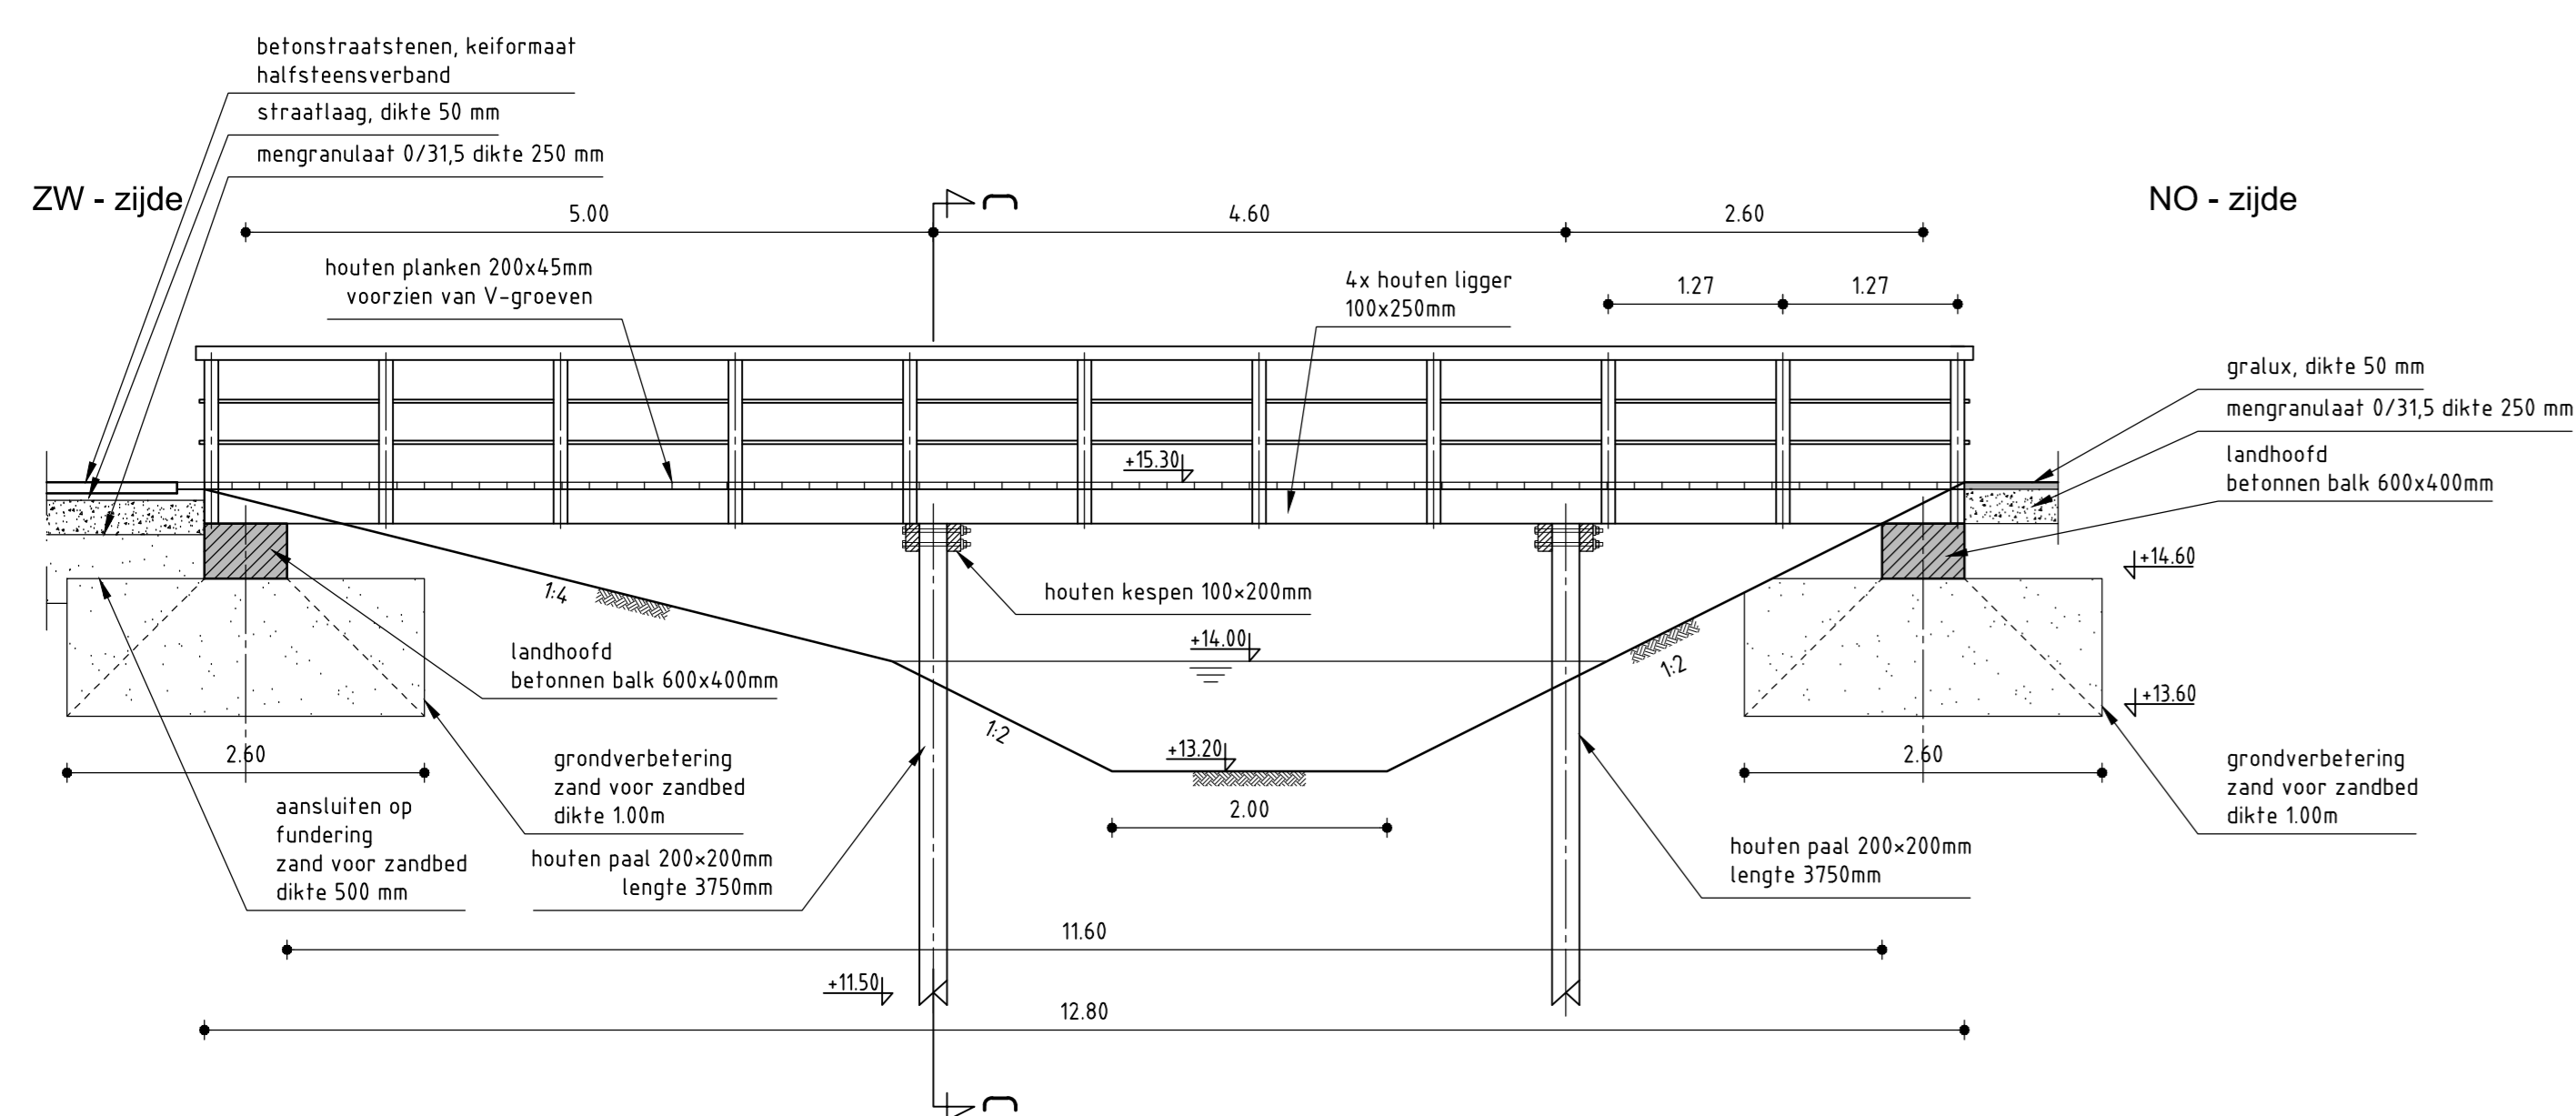 betonstraatstenen, keiformaat
halfsteensverband
straatlaag, dikte 50 mm
mengranulaat 0/31,5 dikte 250 mm
ZW - zijde
NO - zijde
5.00
4.60
2.60
houten planken 200x45mm
voorzien van V-groeven
4x houten ligger
100x250mm
1.27
1.27
gralux, dikte 50 mm
mengranulaat 0/31,5 dikte 250 mm
landhoofd
betonnen balk 600x400mm
+15.30
+14.60
1:4
houten kespen 100×200mm
+14.00
landhoofd
betonnen balk 600x400mm
1:2
+13.60
1:2
+13.20
2.60
2.60
grondverbetering
zand voor zandbed
dikte 1.00m
grondverbetering
zand voor zandbed
dikte 1.00m
aansluiten op
fundering
zand voor zandbed
dikte 500 mm
2.00
houten paal 200×200mm
lengte 3750mm
houten paal 200×200mm
lengte 3750mm
11.60
+11.50
12.80